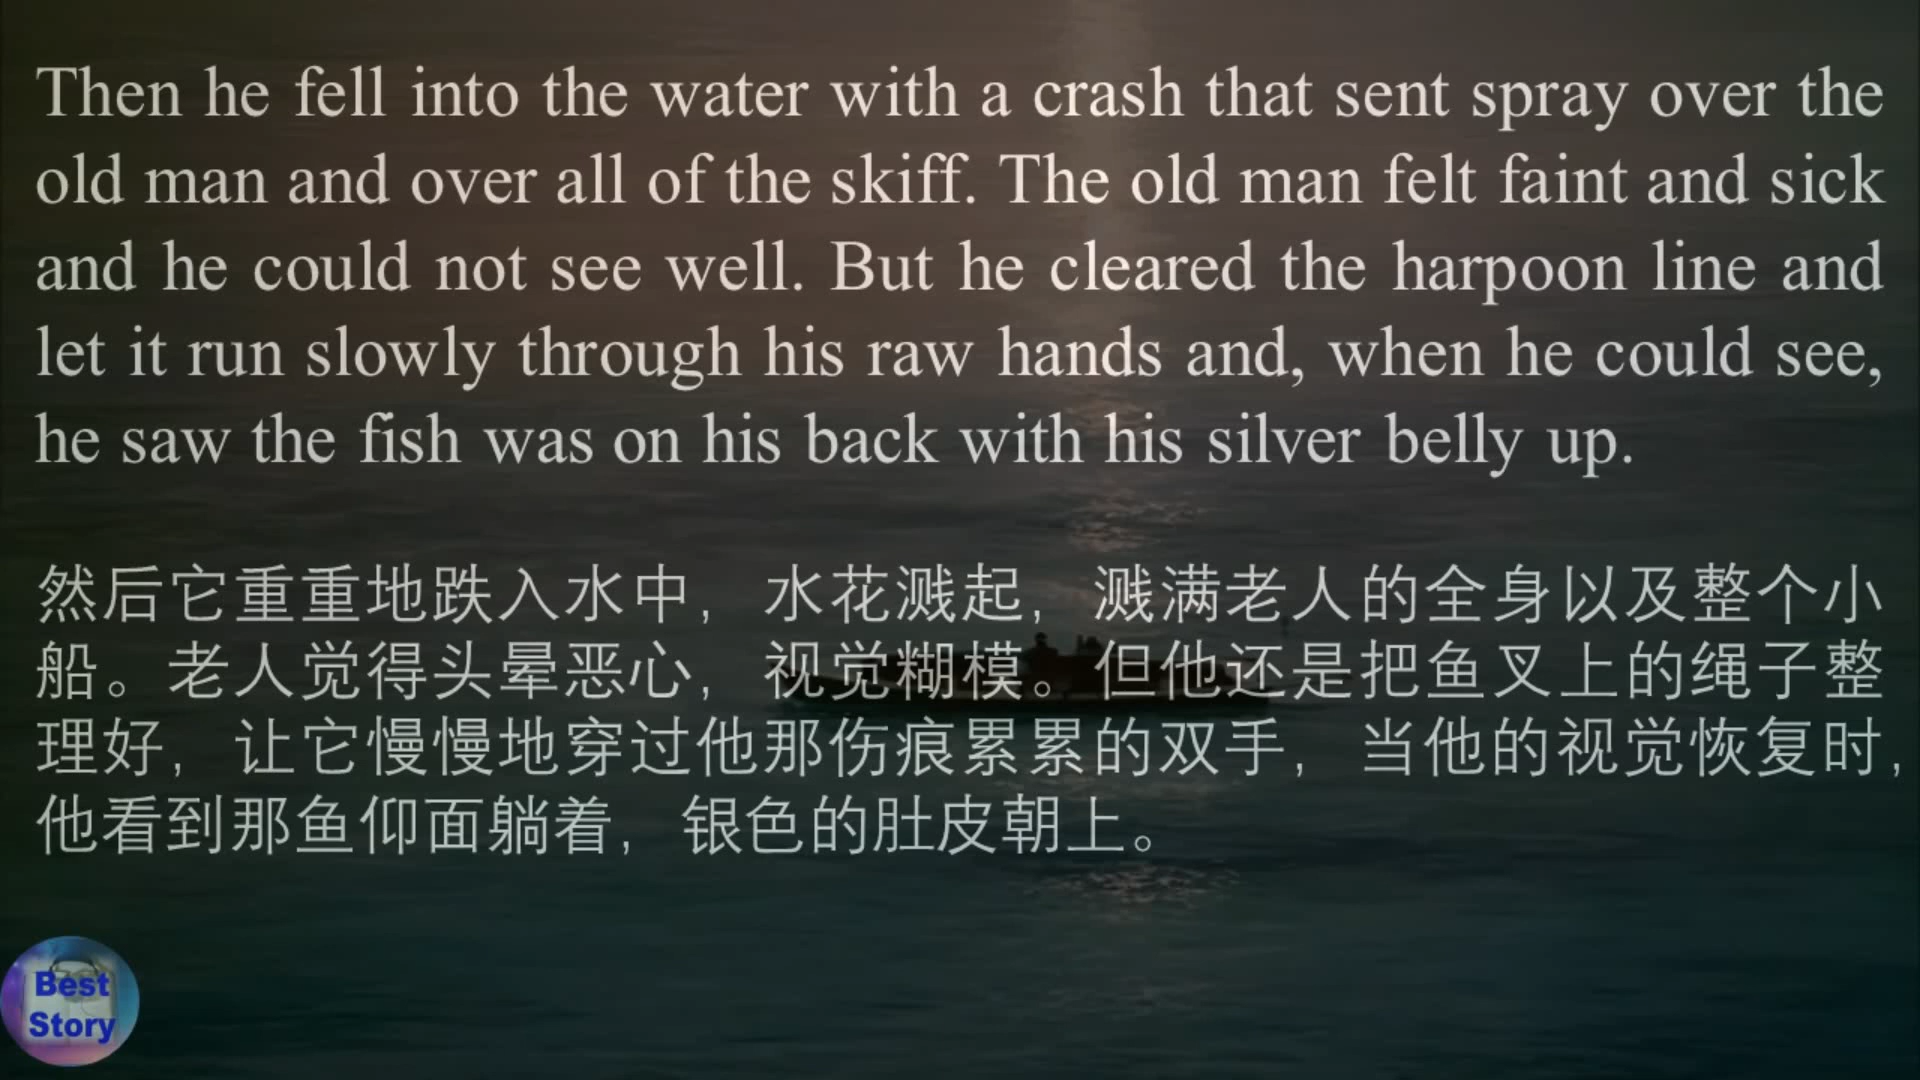 Then he fell into the water with a crash that sent spray over the
old man and over all of the skiff. The old man felt faint and sick
and he could not see well. But he cleared the harpoon line and
let it run slowly through his raw hands and, when he could see,
he saw the fish was on his back with his silver belly up.
然后它重重地跌入水中，水花溅起，溅满老人的全身以及整个小
船。老人觉得头晕恶心，视觉糊模。但他还是把鱼叉上的绳子整
理好，让它慢慢地穿过他那伤痕累累的双手，当他的视觉恢复时，
他看到那鱼仰面躺着，银色的肚皮朝上。
Best
Story